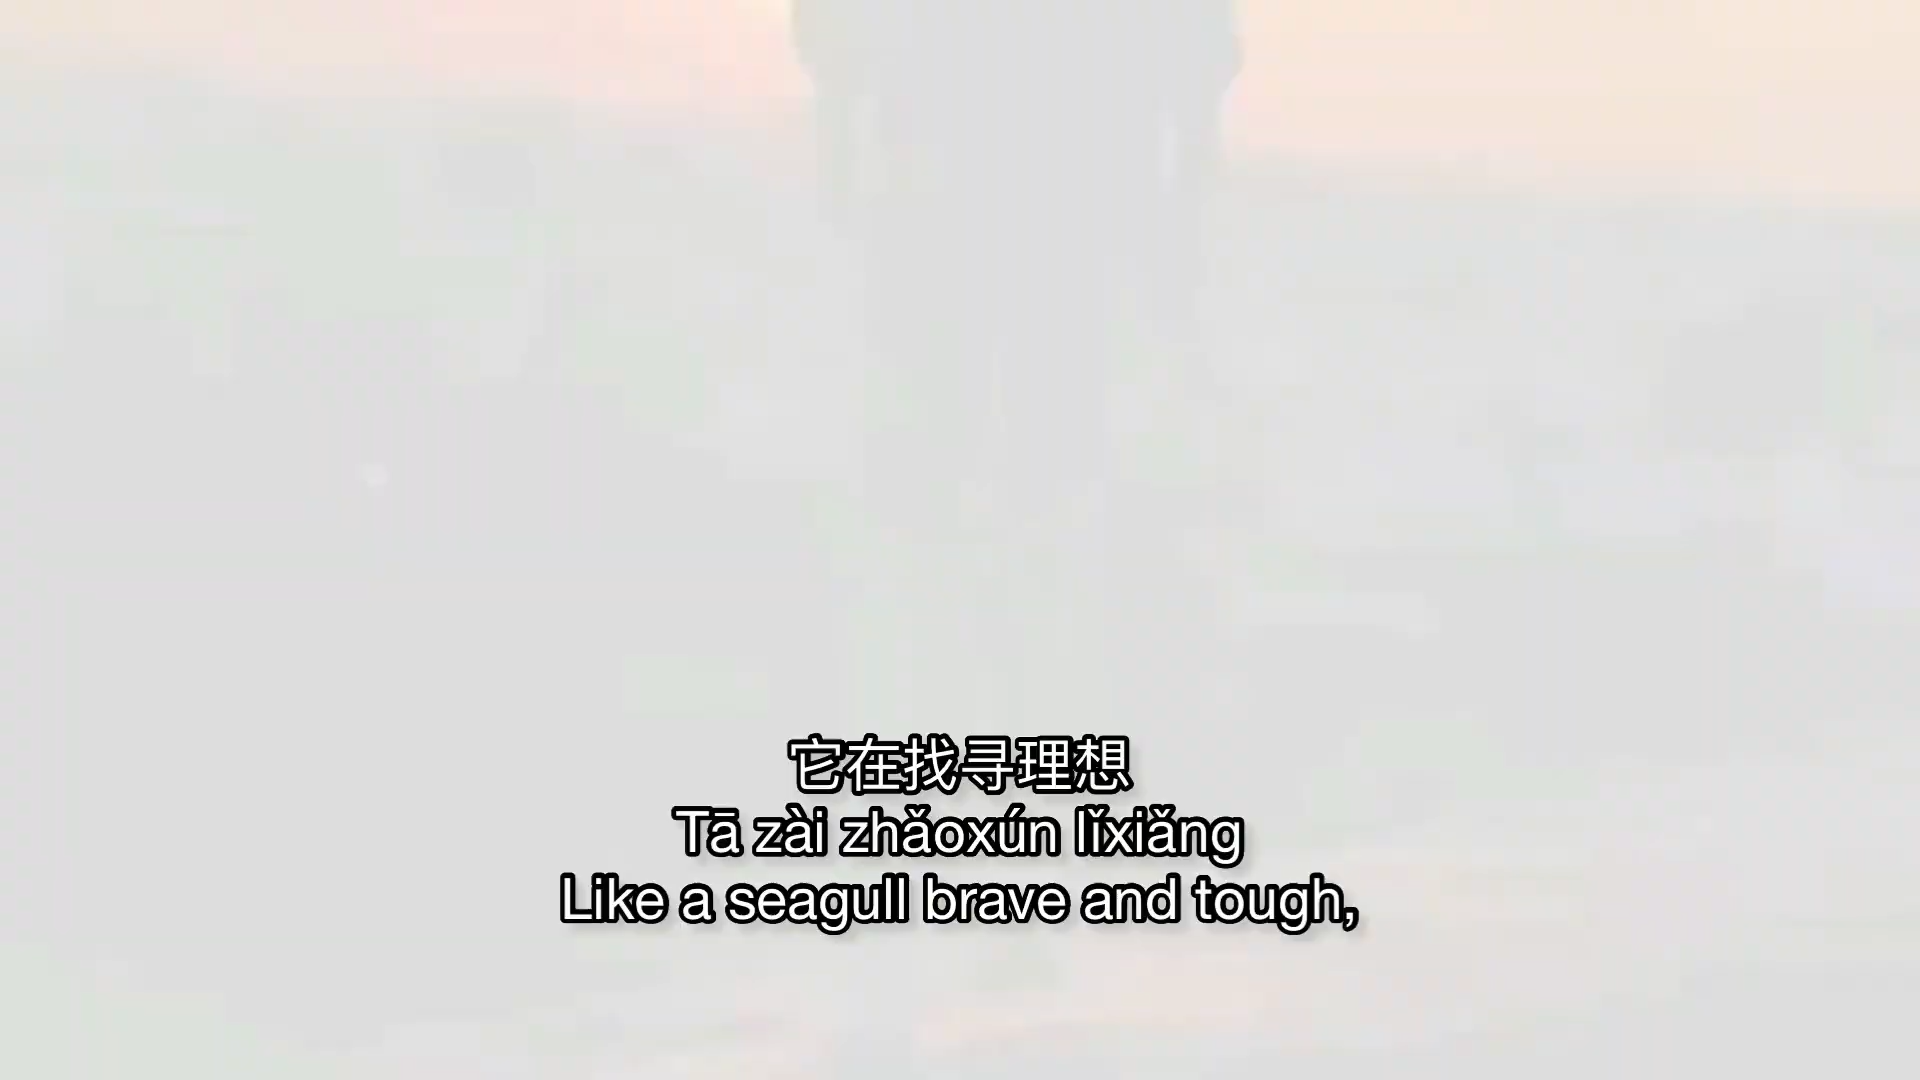 它在找寻理想
Tā zài zhǎoxún lǐxiǎng
Like a seagull brave and tough,